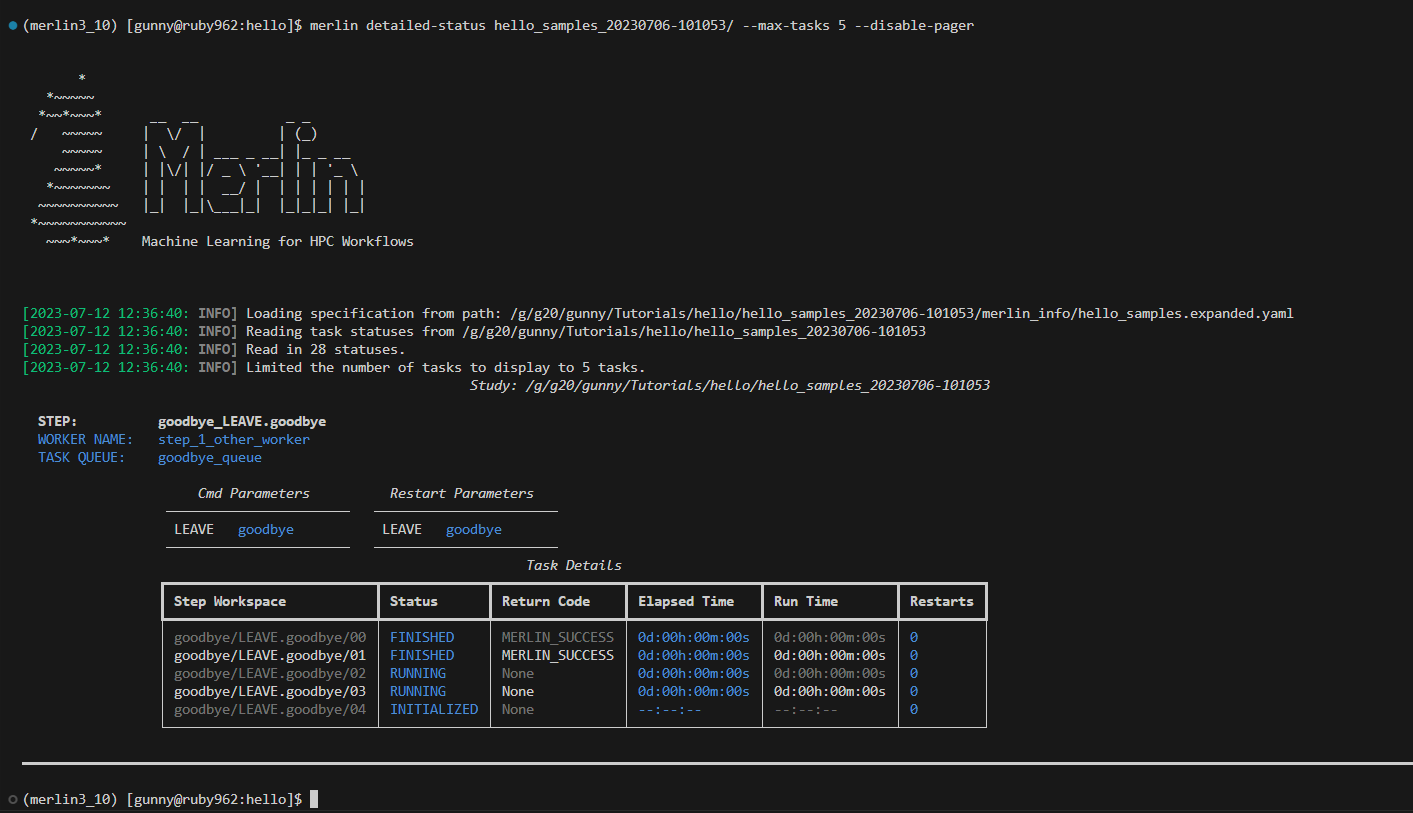 (merlin3_10) [gunny@ruby962:hello]$ merlin detailed-status hello_samples_20230706-101053/ --max-tasks 5 --disable-pager
Merlin
Machine Learning for HPC Workflows
[2023-07-12 12:36:40: INFO] Loading specification from path: /g/g20/gunny/Tutorials/hello/hello_samples_20230706-101053/merlin_info/hello_samples.expanded.yaml
[2023-07-12 12:36:40: INFO] Reading task statuses from /g/g20/gunny/Tutorials/hello/hello_samples_20230706-101053
[2023-07-12 12:36:40: INFO] Read in 28 statuses.
[2023-07-12 12:36:40: INFO] Limited the number of tasks to display to 5 tasks.
Study: /g/g20/gunny/Tutorials/hello/hello_samples_20230706-101053
STEP: goodbye_LEAVE.goodbye
WORKER NAME: step_1_other_worker
TASK QUEUE: goodbye_queue
Cmd Parameters Restart Parameters
LEAVE goodbye LEAVE goodbye
Task Details
Step Workspace Status Return Code Elapsed Time Run Time Restarts
goodbye/LEAVE.goodbye/00 FINISHED MERLIN_SUCCESS 0d:00h:00m:00s 0d:00h:00m:00s 0
goodbye/LEAVE.goodbye/01 FINISHED MERLIN_SUCCESS 0d:00h:00m:00s 0d:00h:00m:00s 0
goodbye/LEAVE.goodbye/02 RUNNING None 0d:00h:00m:00s 0d:00h:00m:00s 0
goodbye/LEAVE.goodbye/03 RUNNING None 0d:00h:00m:00s 0d:00h:00m:00s 0
goodbye/LEAVE.goodbye/04 INITIALIZED None --:--:-- --:--:-- 0
(merlin3_10) [gunny@ruby962:hello]$